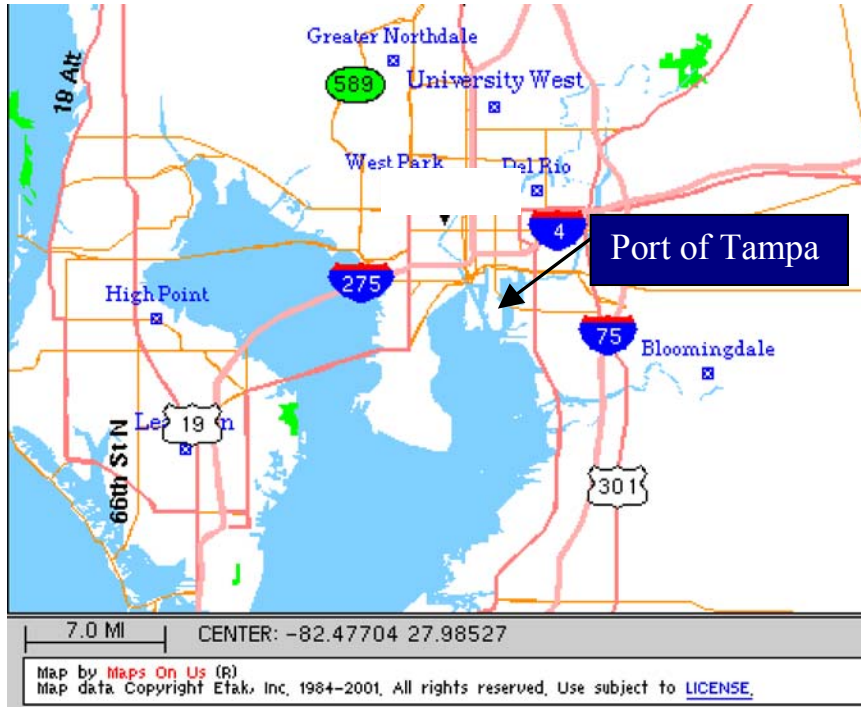 Greater Northdale
18 Alt
589
University West
West Park
Del Rio
4
Port of Tampa
275
High Point
75
Bloomingdale
19
66th St N
301
7.0 MI
CENTER: -82.47704 27.98527
Map by Maps On Us (R)
Map data Copyright Etak, Inc. 1984-2001. All rights reserved. Use subject to LICENSE.